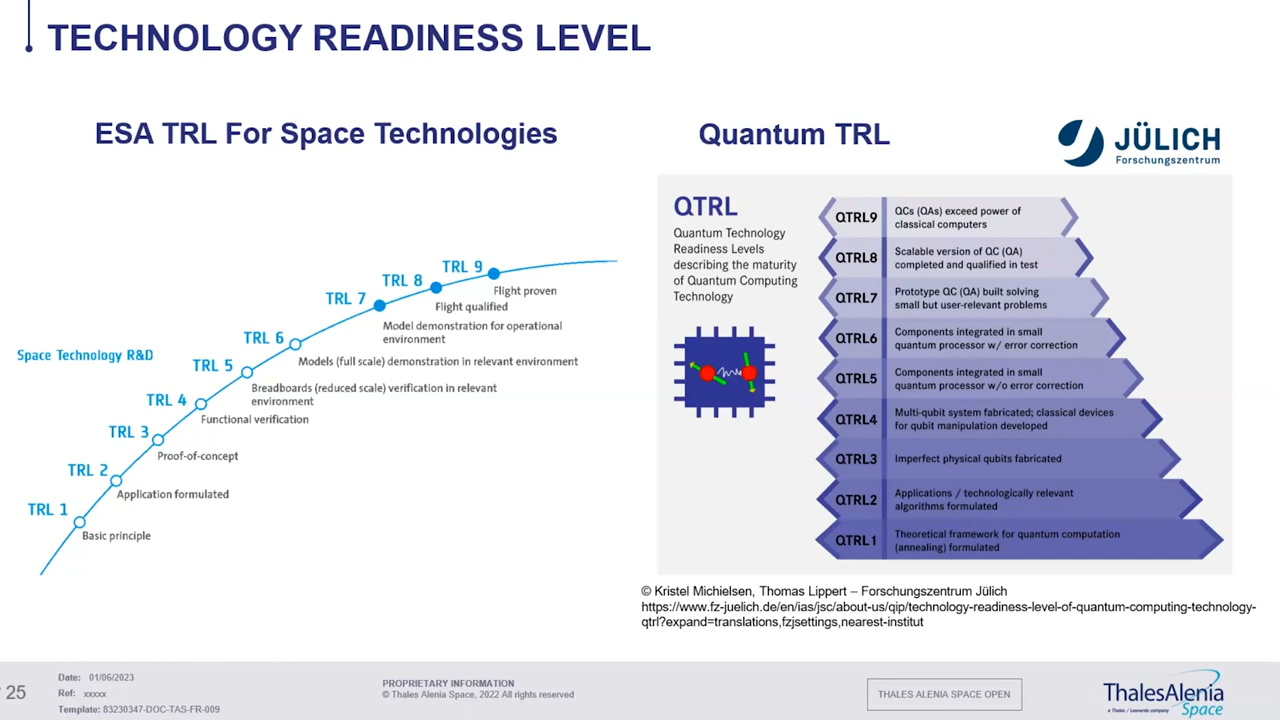 TECHNOLOGY READINESS LEVEL
ESA TRL For Space Technologies
TRL 9
Flight proven
TRL 8
Flight qualified
TRL 7
Model demonstration for operational
environment
TRL 6
Models (full scale) demonstration in relevant environment
Space Technology R&D
TRL 5
Breadboards (reduced scale) verification in relevant
environment
TRL 4
Functional verification
TRL 3
Proof-of-concept
TRL 2
Application formulated
TRL 1
Basic principle
Quantum TRL
JÜLICH
Forschungszentrum
QTRL
Quantum Technology
Readiness Levels
describing the maturity
of Quantum Computing
Technology
QTRL9
QCs (QAs) exceed power of
classical computers
QTRL8
Scalable version of QC (QA)
completed and qualified in test
QTRL7
Prototype QC (QA) built solving
small but user-relevant problems
QTRL6
Components integrated in small
quantum processor w/ error correction
QTRL5
Components integrated in small
quantum processor w/o error correction
QTRL4
Multi-qubit system fabricated; classical devices
for qubit manipulation developed
QTRL3
Imperfect physical qubits fabricated
QTRL2
Applications / technologically relevant
algorithms formulated
QTRL1
Theoretical framework for quantum computation
(annealing) formulated
© Kristel Michielsen, Thomas Lippert – Forschungszentrum Jülich
https://www.fz-juelich.de/en/ias/jsc/about-us/qip/technology-readiness-level-of-quantum-computing-technology-
qtrl?expand=translations,fzjsettings,nearest-institut
25
Date: 01/06/2023
Ref: xxxxx
Template: 83230347-DOC-TAS-FR-009
PROPRIETARY INFORMATION
© Thales Alenia Space, 2022 All rights reserved
THALES ALENIA SPACE OPEN
ThalesAlenia
a Thales / Leonardo company
Space